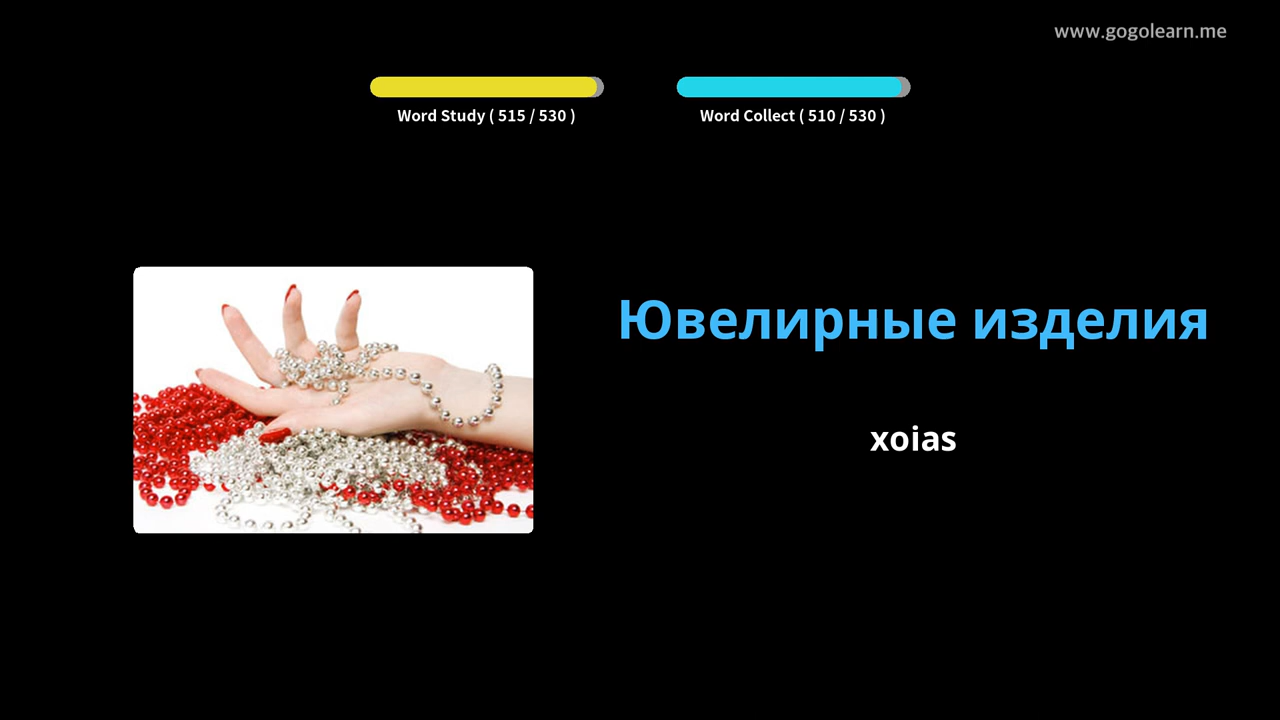 www.gogolearn.me
Word Study ( 515 / 530 )
Word Collect ( 510 / 530 )
Ювелирные изделия
xoias